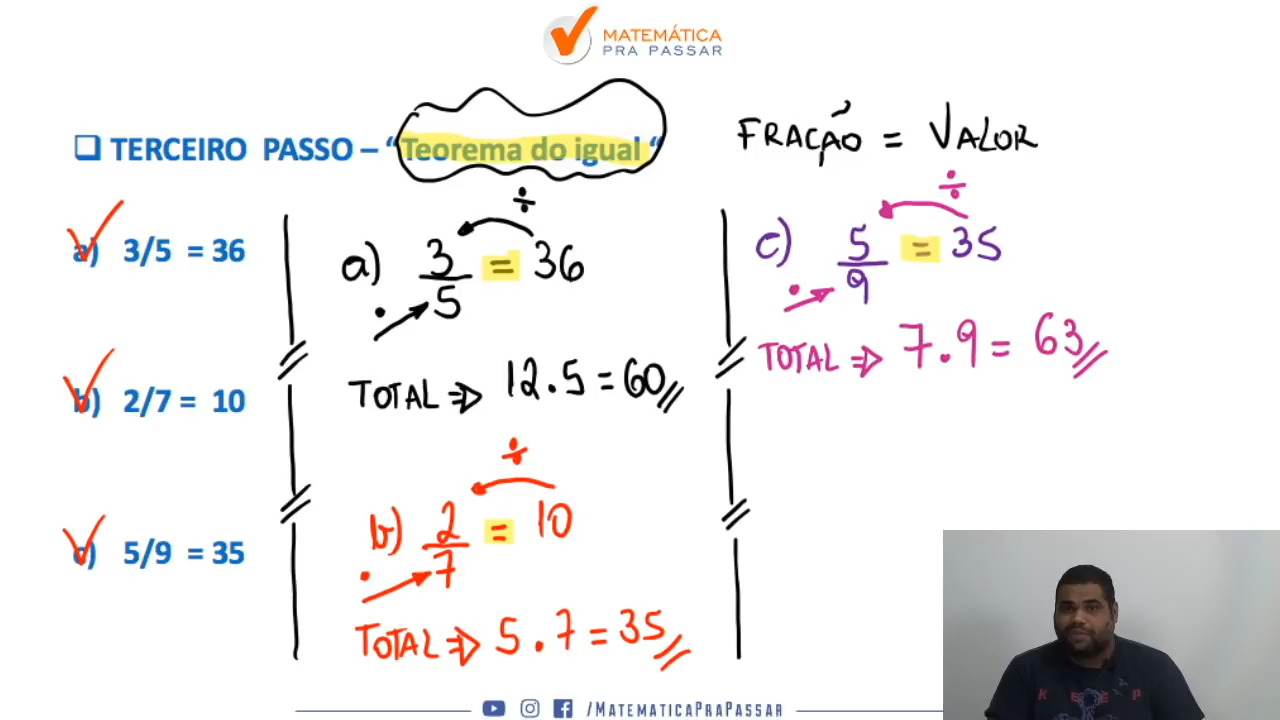 MATEMÁTICA
PRA PASSAR
❑ TERCEIRO PASSO – “Teorema do igual “
FRAÇÃO = VALOR
a) 3/5 = 36
b) 2/7 = 10
c) 5/9 = 35
÷
a) 3/5 = 36
.
TOTAL ⇒ 12.5 = 60//
÷
b) 2/7 = 10
.
TOTAL ⇒ 5.7 = 35//
÷
c) 5/9 = 35
.
TOTAL ⇒ 7.9 = 63//
K E E P
/MATEMATICAPRAPASSAR